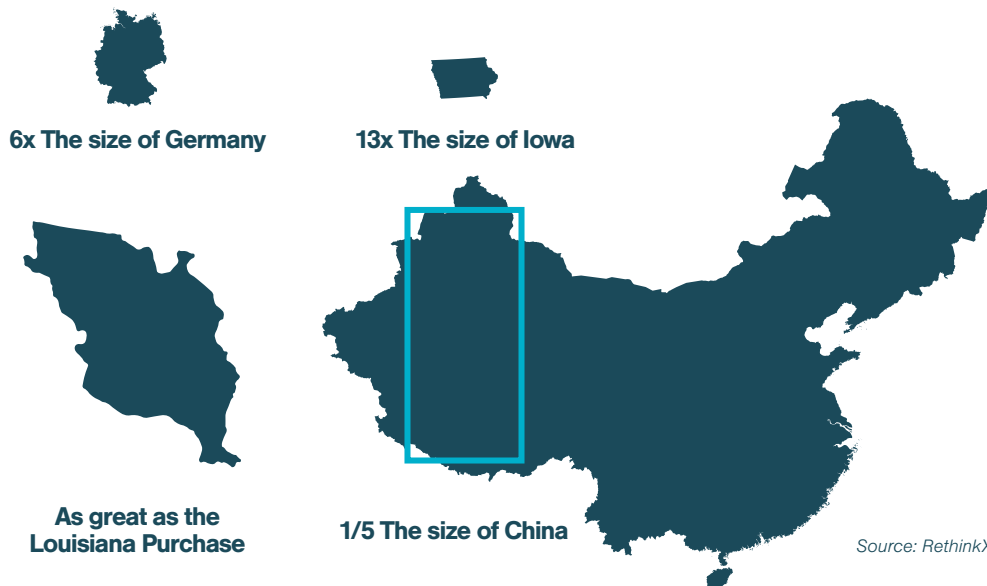 6x The size of Germany
13x The size of Iowa
As great as the
Louisiana Purchase
1/5 The size of China
Source: RethinkX